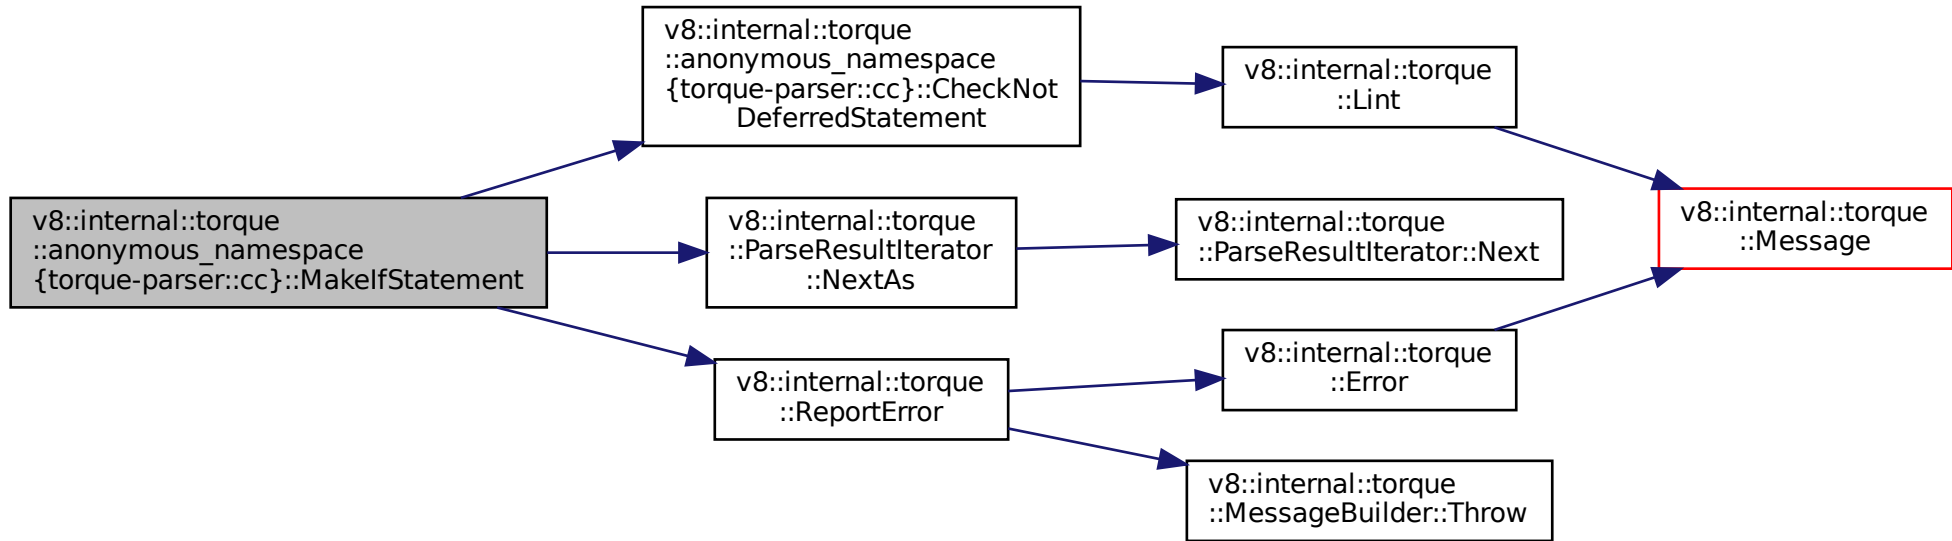 v8::internal::torque
::anonymous_namespace
{torque-parser::cc}::MakeIfStatement
v8::internal::torque
::anonymous_namespace
{torque-parser::cc}::CheckNot
DeferredStatement
v8::internal::torque
::Lint
v8::internal::torque
::Message
v8::internal::torque
::ParseResultIterator
::NextAs
v8::internal::torque
::ParseResultIterator::Next
v8::internal::torque
::ReportError
v8::internal::torque
::Error
v8::internal::torque
::MessageBuilder::Throw